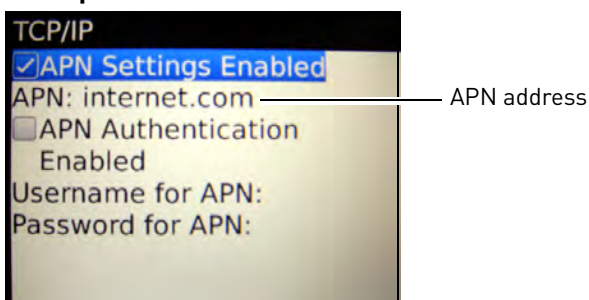 TCP/IP
APN Settings Enabled
APN: internet.com
APN address
APN Authentication
Enabled
Username for APN:
Password for APN: